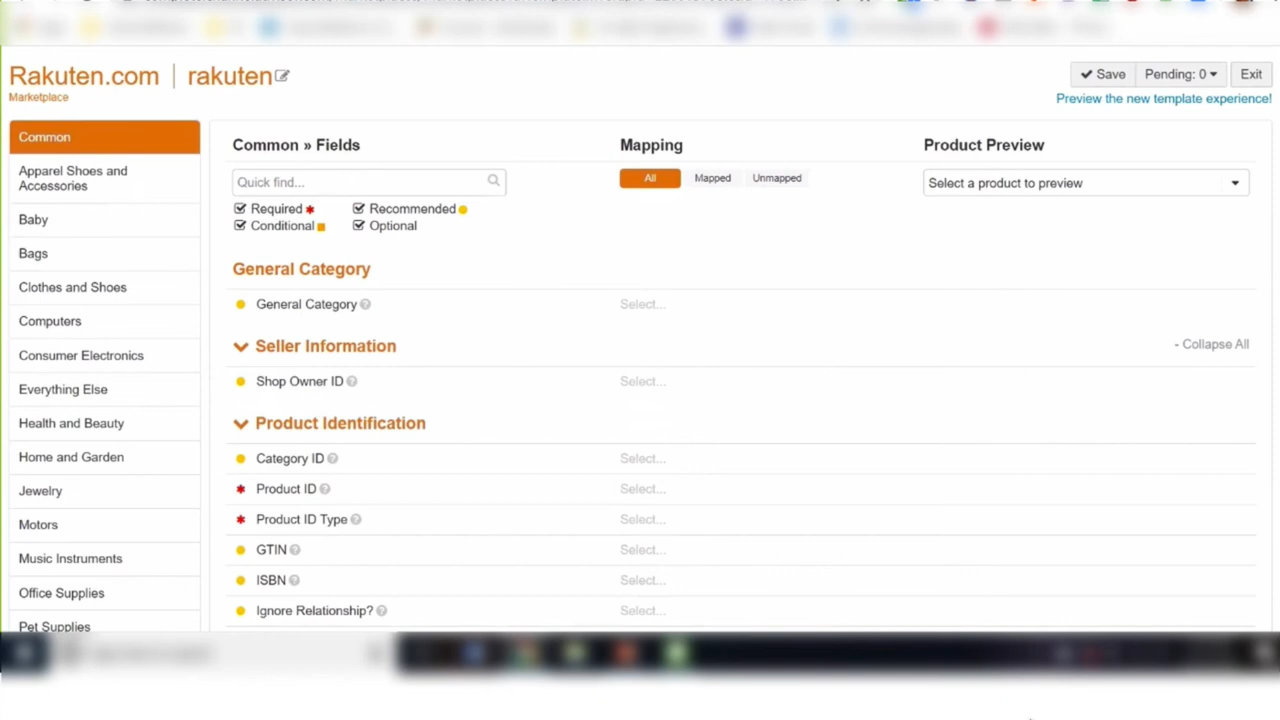 Rakuten.com | rakuten
Marketplace
Save
Pending: 0
Exit
Preview the new template experience!
Common
Apparel Shoes and
Accessories
Baby
Bags
Clothes and Shoes
Computers
Consumer Electronics
Everything Else
Health and Beauty
Home and Garden
Jewelry
Motors
Music Instruments
Office Supplies
Pet Supplies
Common » Fields
Quick find...
Required
Recommended
Conditional
Optional
Mapping
All
Mapped
Unmapped
Product Preview
Select a product to preview
General Category
General Category
Select...
Seller Information
- Collapse All
Shop Owner ID
Select...
Product Identification
Category ID
Select...
Product ID
Select...
Product ID Type
Select...
GTIN
Select...
ISBN
Select...
Ignore Relationship?
Select...